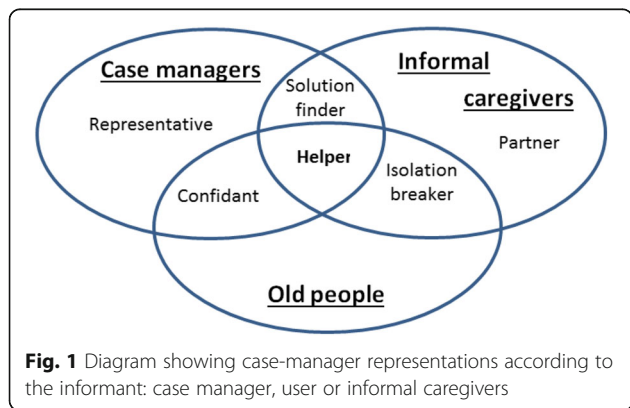 Case managers
Informal
caregivers
Solution
finder
Representative
Partner
Helper
Isolation
breaker
Confidant
Old people
Fig. 1 Diagram showing case-manager representations according to
the informant: case manager, user or informal caregivers